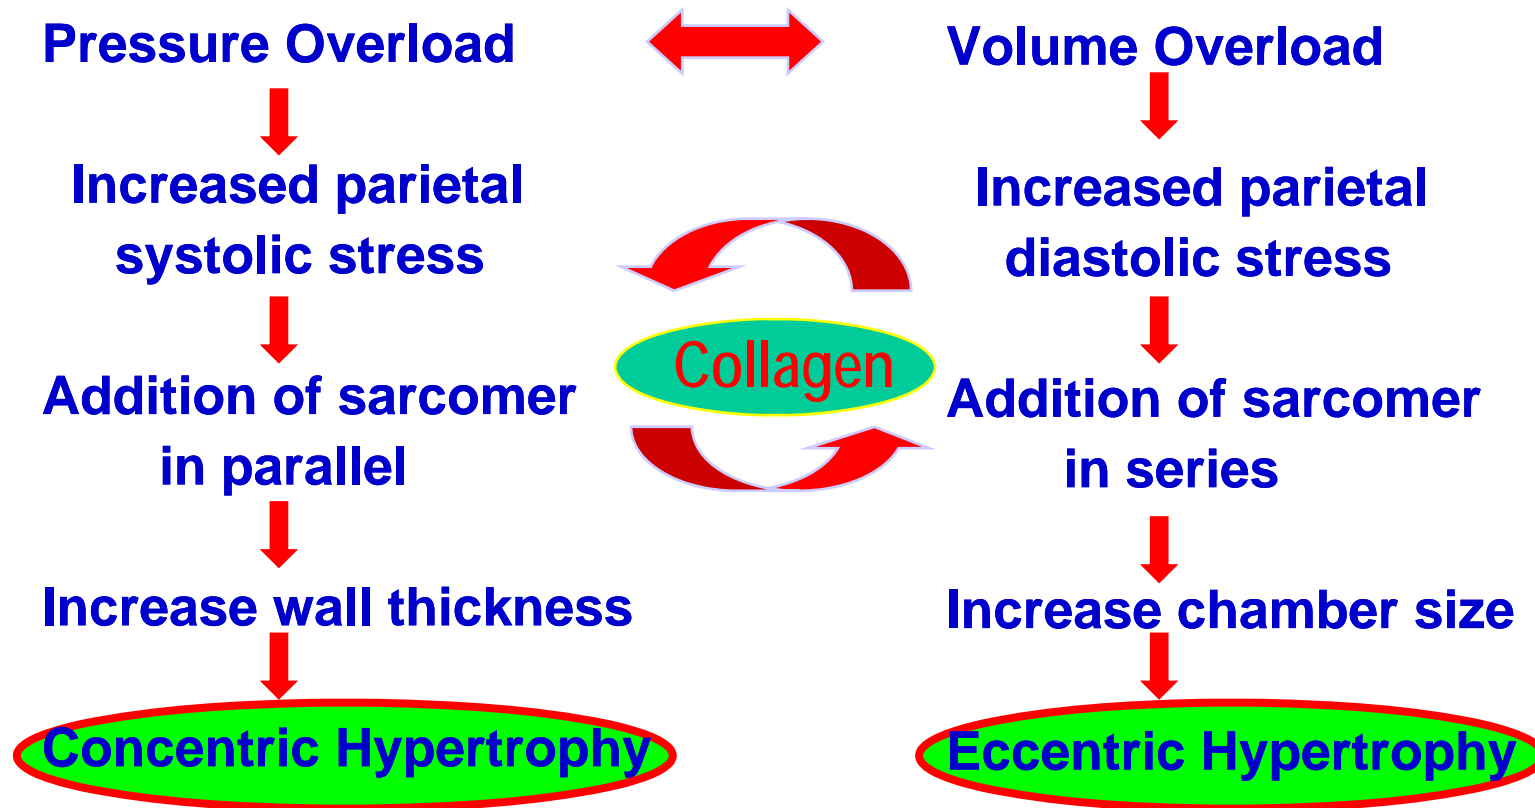 Pressure Overload
Increased parietal
systolic stress
Addition of sarcomer
in parallel
Increase wall thickness
Concentric Hypertrophy
Collagen
Volume Overload
Increased parietal
diastolic stress
Addition of sarcomer
in series
Increase chamber size
Eccentric Hypertrophy